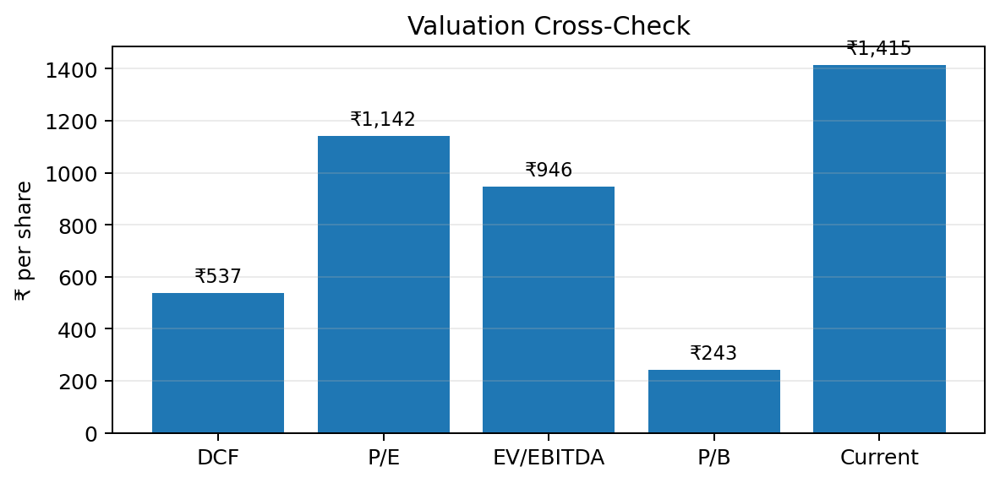 Valuation Cross-Check
₹ per share
1400
1200
1000
800
600
400
200
0
₹537
₹1,142
₹946
₹243
₹1,415
DCF
P/E
EV/EBITDA
P/B
Current